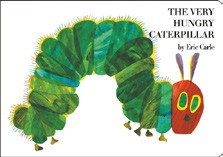 THE VERY
HUNGRY
CATERPILLAR
by Eric Carle